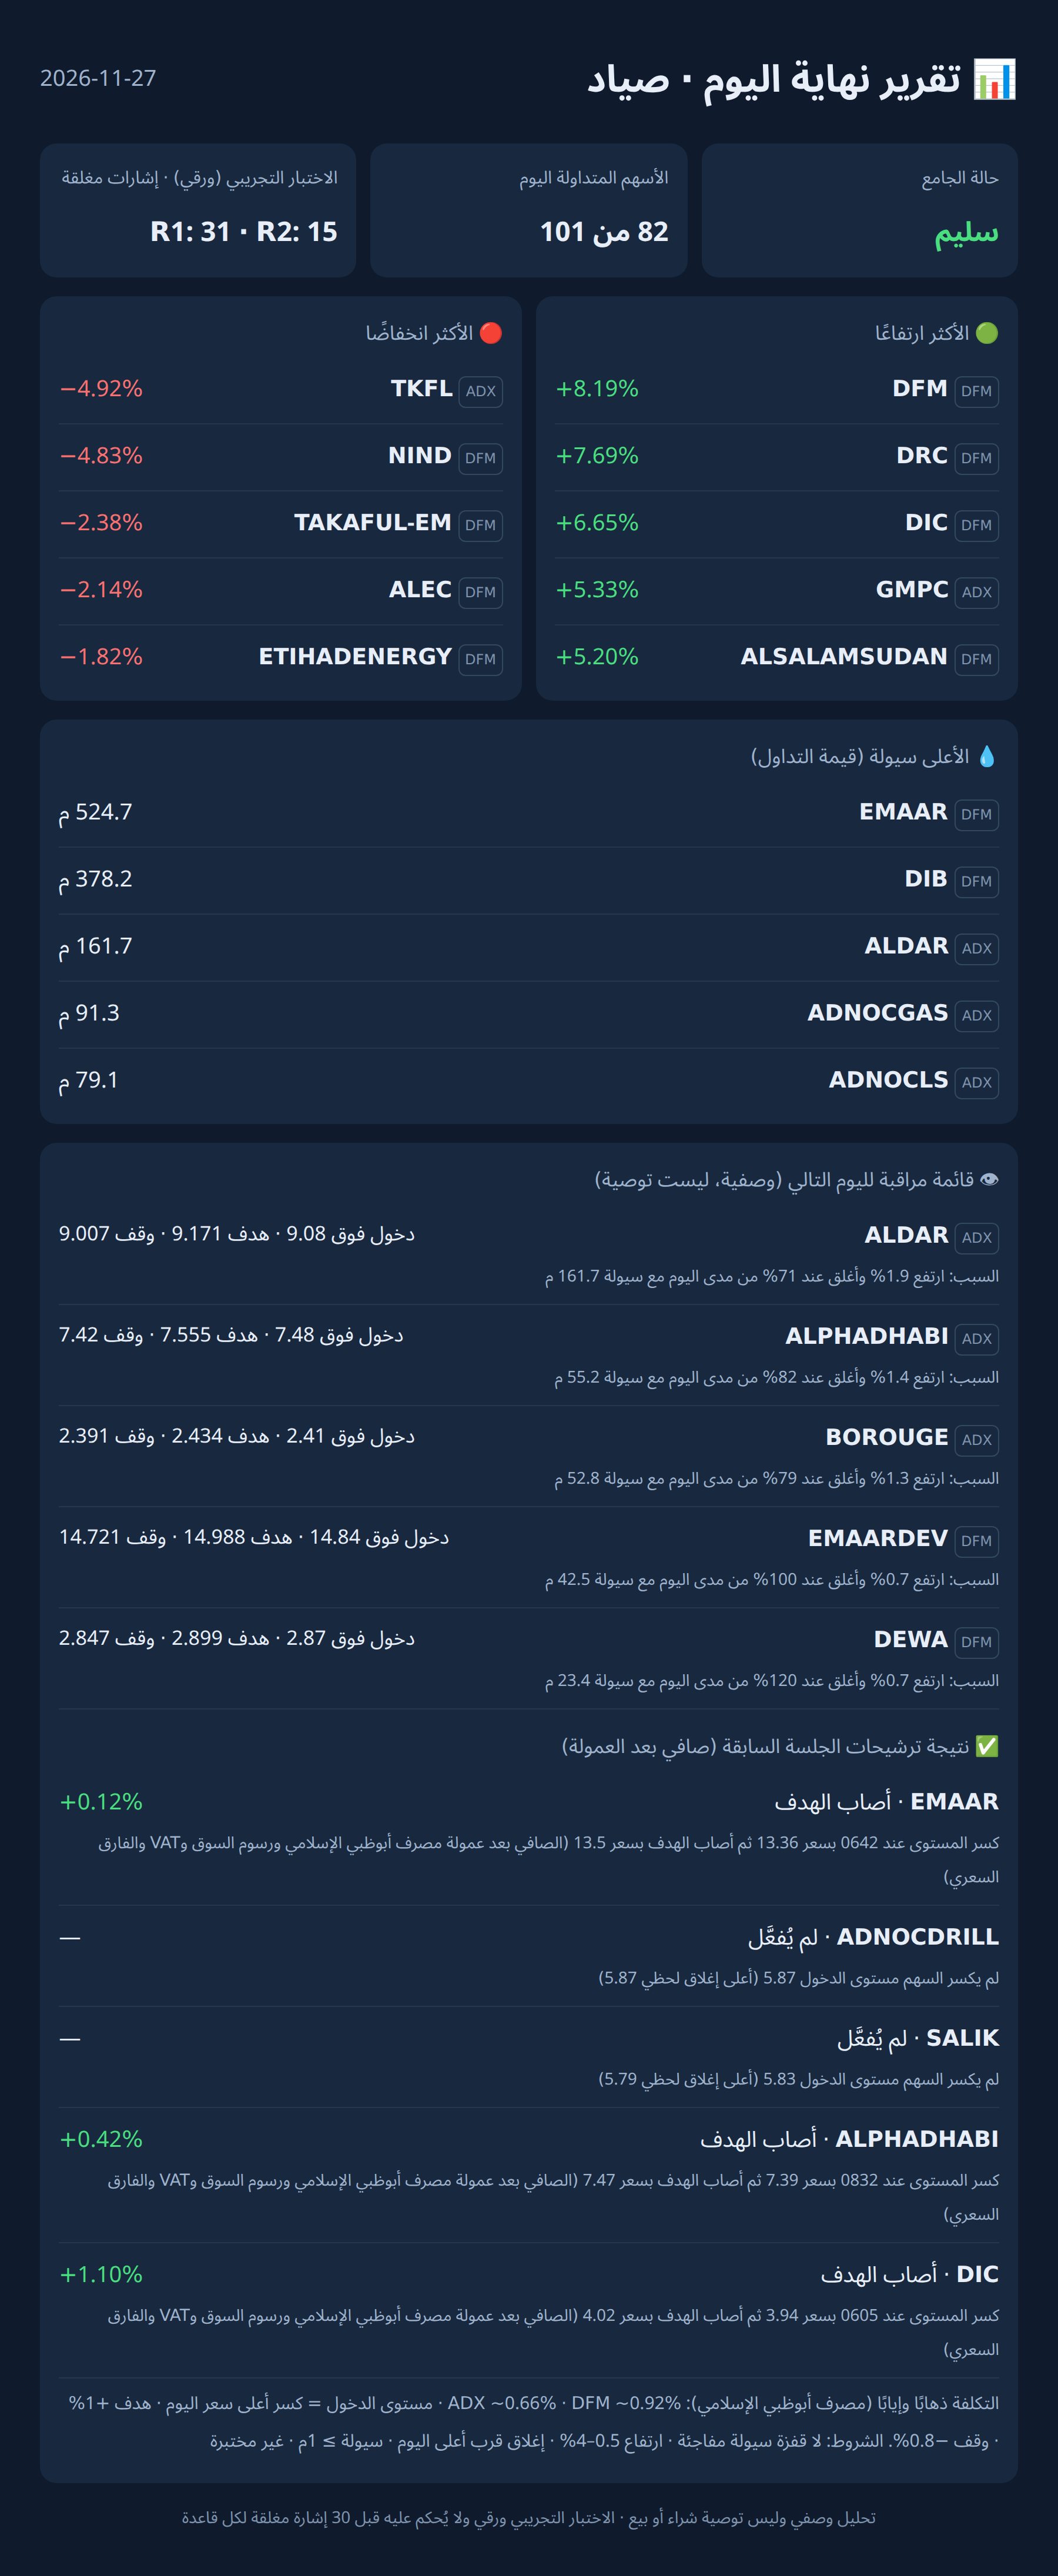 📊 تقرير نهاية اليوم · صياد
2026-11-27
حالة الجامع
سليم
الأسهم المتداولة اليوم
82 من 101
الاختبار التجريبي (ورقي) · إشارات مغلقة
R1: 31 · R2: 15
🟢 الأكثر ارتفاعًا
DFM DFM +8.19%
DFM DRC +7.69%
DFM DIC +6.65%
ADX GMPC +5.33%
DFM ALSALAMSUDAN +5.20%
🔴 الأكثر انخفاضًا
ADX TKFL −4.92%
DFM NIND −4.83%
DFM TAKAFUL-EM −2.38%
DFM ALEC −2.14%
DFM ETIHADENERGY −1.82%
💧 الأعلى سيولة (قيمة التداول)
DFM EMAAR 524.7 م
DFM DIB 378.2 م
ADX ALDAR 161.7 م
ADX ADNOCGAS 91.3 م
ADX ADNOCLS 79.1 م
👁 قائمة مراقبة لليوم التالي (وصفية، ليست توصية)
ADX ALDAR دخول فوق 9.08 · هدف 9.171 · وقف 9.007
السبب: ارتفع 1.9% وأغلق عند 71% من مدى اليوم مع سيولة 161.7 م
ADX ALPHADHABI دخول فوق 7.48 · هدف 7.555 · وقف 7.42
السبب: ارتفع 1.4% وأغلق عند 82% من مدى اليوم مع سيولة 55.2 م
ADX BOROUGE دخول فوق 2.41 · هدف 2.434 · وقف 2.391
السبب: ارتفع 1.3% وأغلق عند 79% من مدى اليوم مع سيولة 52.8 م
DFM EMAARDEV دخول فوق 14.84 · هدف 14.988 · وقف 14.721
السبب: ارتفع 0.7% وأغلق عند 100% من مدى اليوم مع سيولة 42.5 م
DFM DEWA دخول فوق 2.87 · هدف 2.899 · وقف 2.847
السبب: ارتفع 0.7% وأغلق عند 120% من مدى اليوم مع سيولة 23.4 م
✅ نتيجة ترشيحات الجلسة السابقة (صافي بعد العمولة)
EMAAR · أصاب الهدف +0.12%
كسر المستوى عند 0642 بسعر 13.36 ثم أصاب الهدف بسعر 13.5 (الصافي بعد عمولة مصرف أبوظبي الإسلامي ورسوم السوق وVAT والفارق
السعري)
ADNOCDRILL · لم يُفعَّل —
لم يكسر السهم مستوى الدخول 5.87 (أعلى إغلاق لحظي 5.87)
SALIK · لم يُفعَّل —
لم يكسر السهم مستوى الدخول 5.83 (أعلى إغلاق لحظي 5.79)
ALPHADHABI · أصاب الهدف +0.42%
كسر المستوى عند 0832 بسعر 7.39 ثم أصاب الهدف بسعر 7.47 (الصافي بعد عمولة مصرف أبوظبي الإسلامي ورسوم السوق وVAT والفارق
السعري)
DIC · أصاب الهدف +1.10%
كسر المستوى عند 0605 بسعر 3.94 ثم أصاب الهدف بسعر 4.02 (الصافي بعد عمولة مصرف أبوظبي الإسلامي ورسوم السوق وVAT والفارق
السعري)
التكلفة ذهابًا وإيابًا (مصرف أبوظبي الإسلامي): ADX ~0.66% · DFM ~0.92% · مستوى الدخول = كسر أعلى سعر اليوم · هدف +1%
· وقف −0.8%. الشروط: لا قفزة سيولة مفاجئة · ارتفاع 0.5–4% · إغلاق قرب أعلى اليوم · سيولة ≥ 1م · غير مختبرة
تحليل وصفي وليس توصية شراء أو بيع · الاختبار التجريبي ورقي ولا يُحكم عليه قبل 30 إشارة مغلقة لكل قاعدة